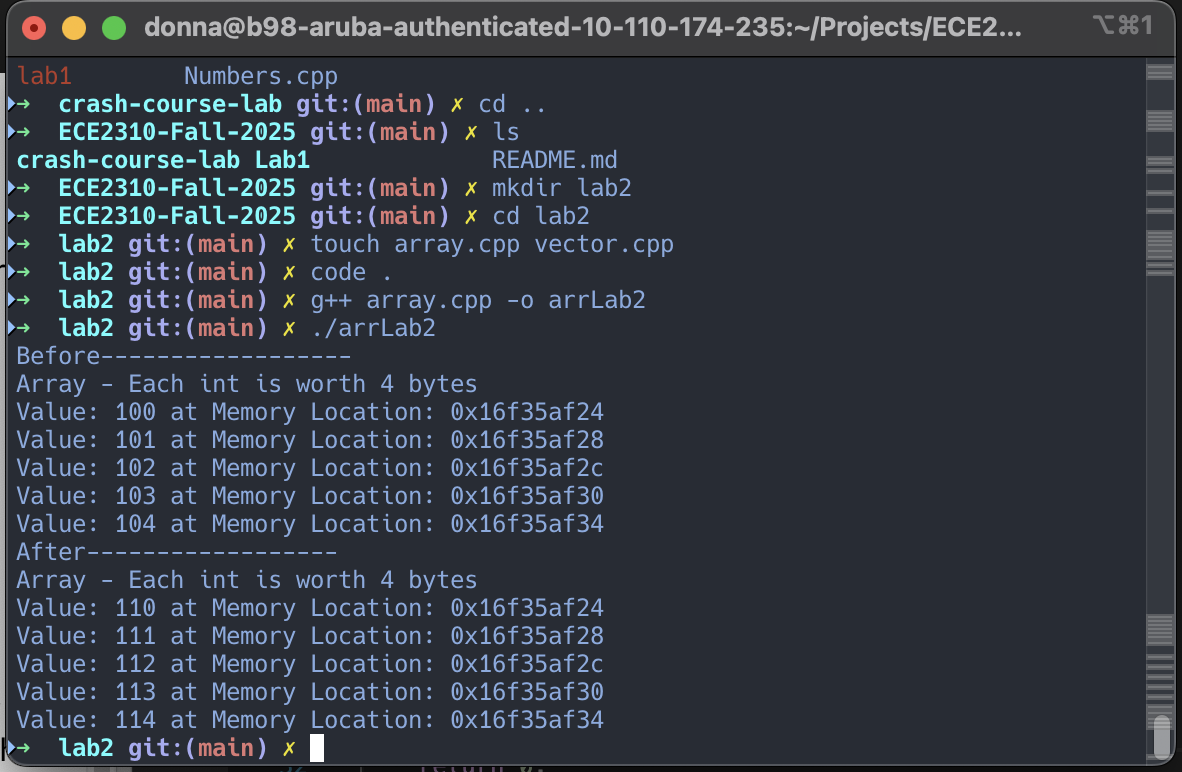 donna@b98-aruba-authenticated-10-110-174-235:~/Projects/ECE2... ⌥⌘1
lab1 Numbers.cpp
→ crash-course-lab git:(main) ✗ cd ..
→ ECE2310-Fall-2025 git:(main) ✗ ls
crash-course-lab Lab1 README.md
→ ECE2310-Fall-2025 git:(main) ✗ mkdir lab2
→ ECE2310-Fall-2025 git:(main) ✗ cd lab2
→ lab2 git:(main) ✗ touch array.cpp vector.cpp
→ lab2 git:(main) ✗ code .
→ lab2 git:(main) ✗ g++ array.cpp -o arrLab2
→ lab2 git:(main) ✗ ./arrLab2
Before------------------
Array - Each int is worth 4 bytes
Value: 100 at Memory Location: 0x16f35af24
Value: 101 at Memory Location: 0x16f35af28
Value: 102 at Memory Location: 0x16f35af2c
Value: 103 at Memory Location: 0x16f35af30
Value: 104 at Memory Location: 0x16f35af34
After------------------
Array - Each int is worth 4 bytes
Value: 110 at Memory Location: 0x16f35af24
Value: 111 at Memory Location: 0x16f35af28
Value: 112 at Memory Location: 0x16f35af2c
Value: 113 at Memory Location: 0x16f35af30
Value: 114 at Memory Location: 0x16f35af34
→ lab2 git:(main) ✗